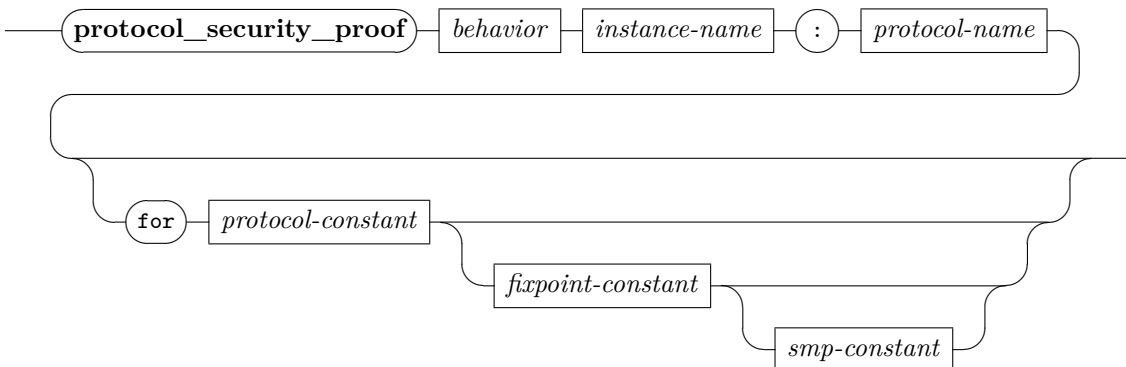 protocol_security_proof behavior instance-name : protocol-name
for protocol-constant
fixpoint-constant
smp-constant